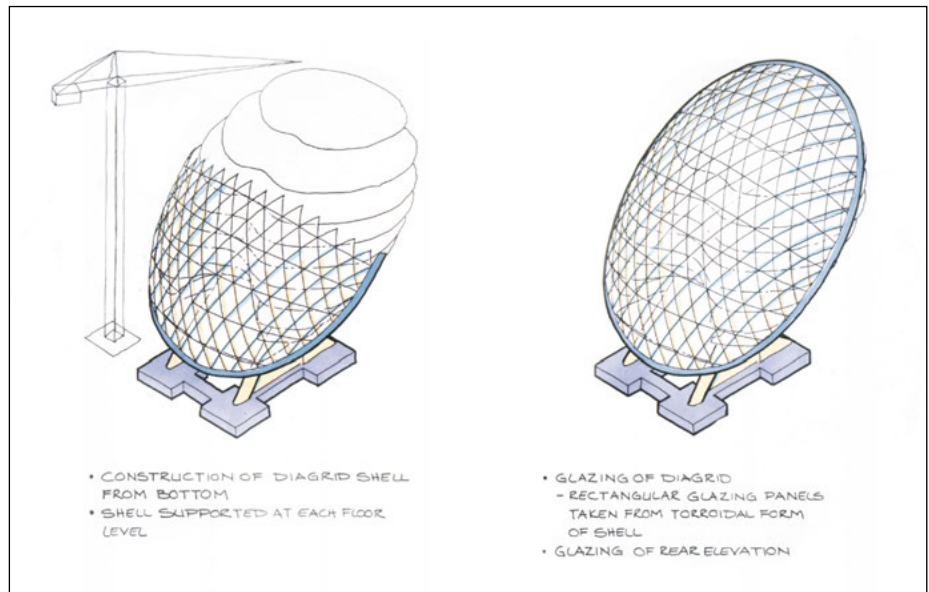 • CONSTRUCTION OF DIAGRID SHELL
FROM BOTTOM
• SHELL SUPPORTED AT EACH FLOOR
LEVEL
• GLAZING OF DIAGRID
- RECTANGULAR GLAZING PANELS
TAKEN FROM TORROIDAL FORM
OF SHELL
• GLAZING OF REAR ELEVATION